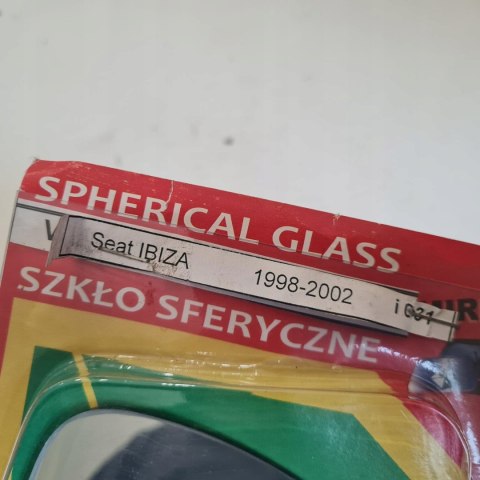 SPHERICAL GLASS
Seat IBIZA 1998-2002
SZKŁO SFERYCZNE